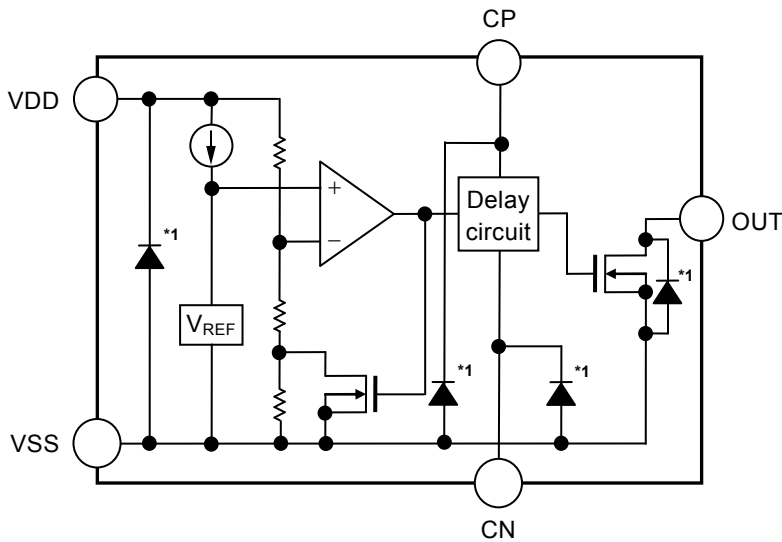 CP
VDD
+
−
*1
Delay
circuit
OUT
*1
V_REF
*1
*1
VSS
CN